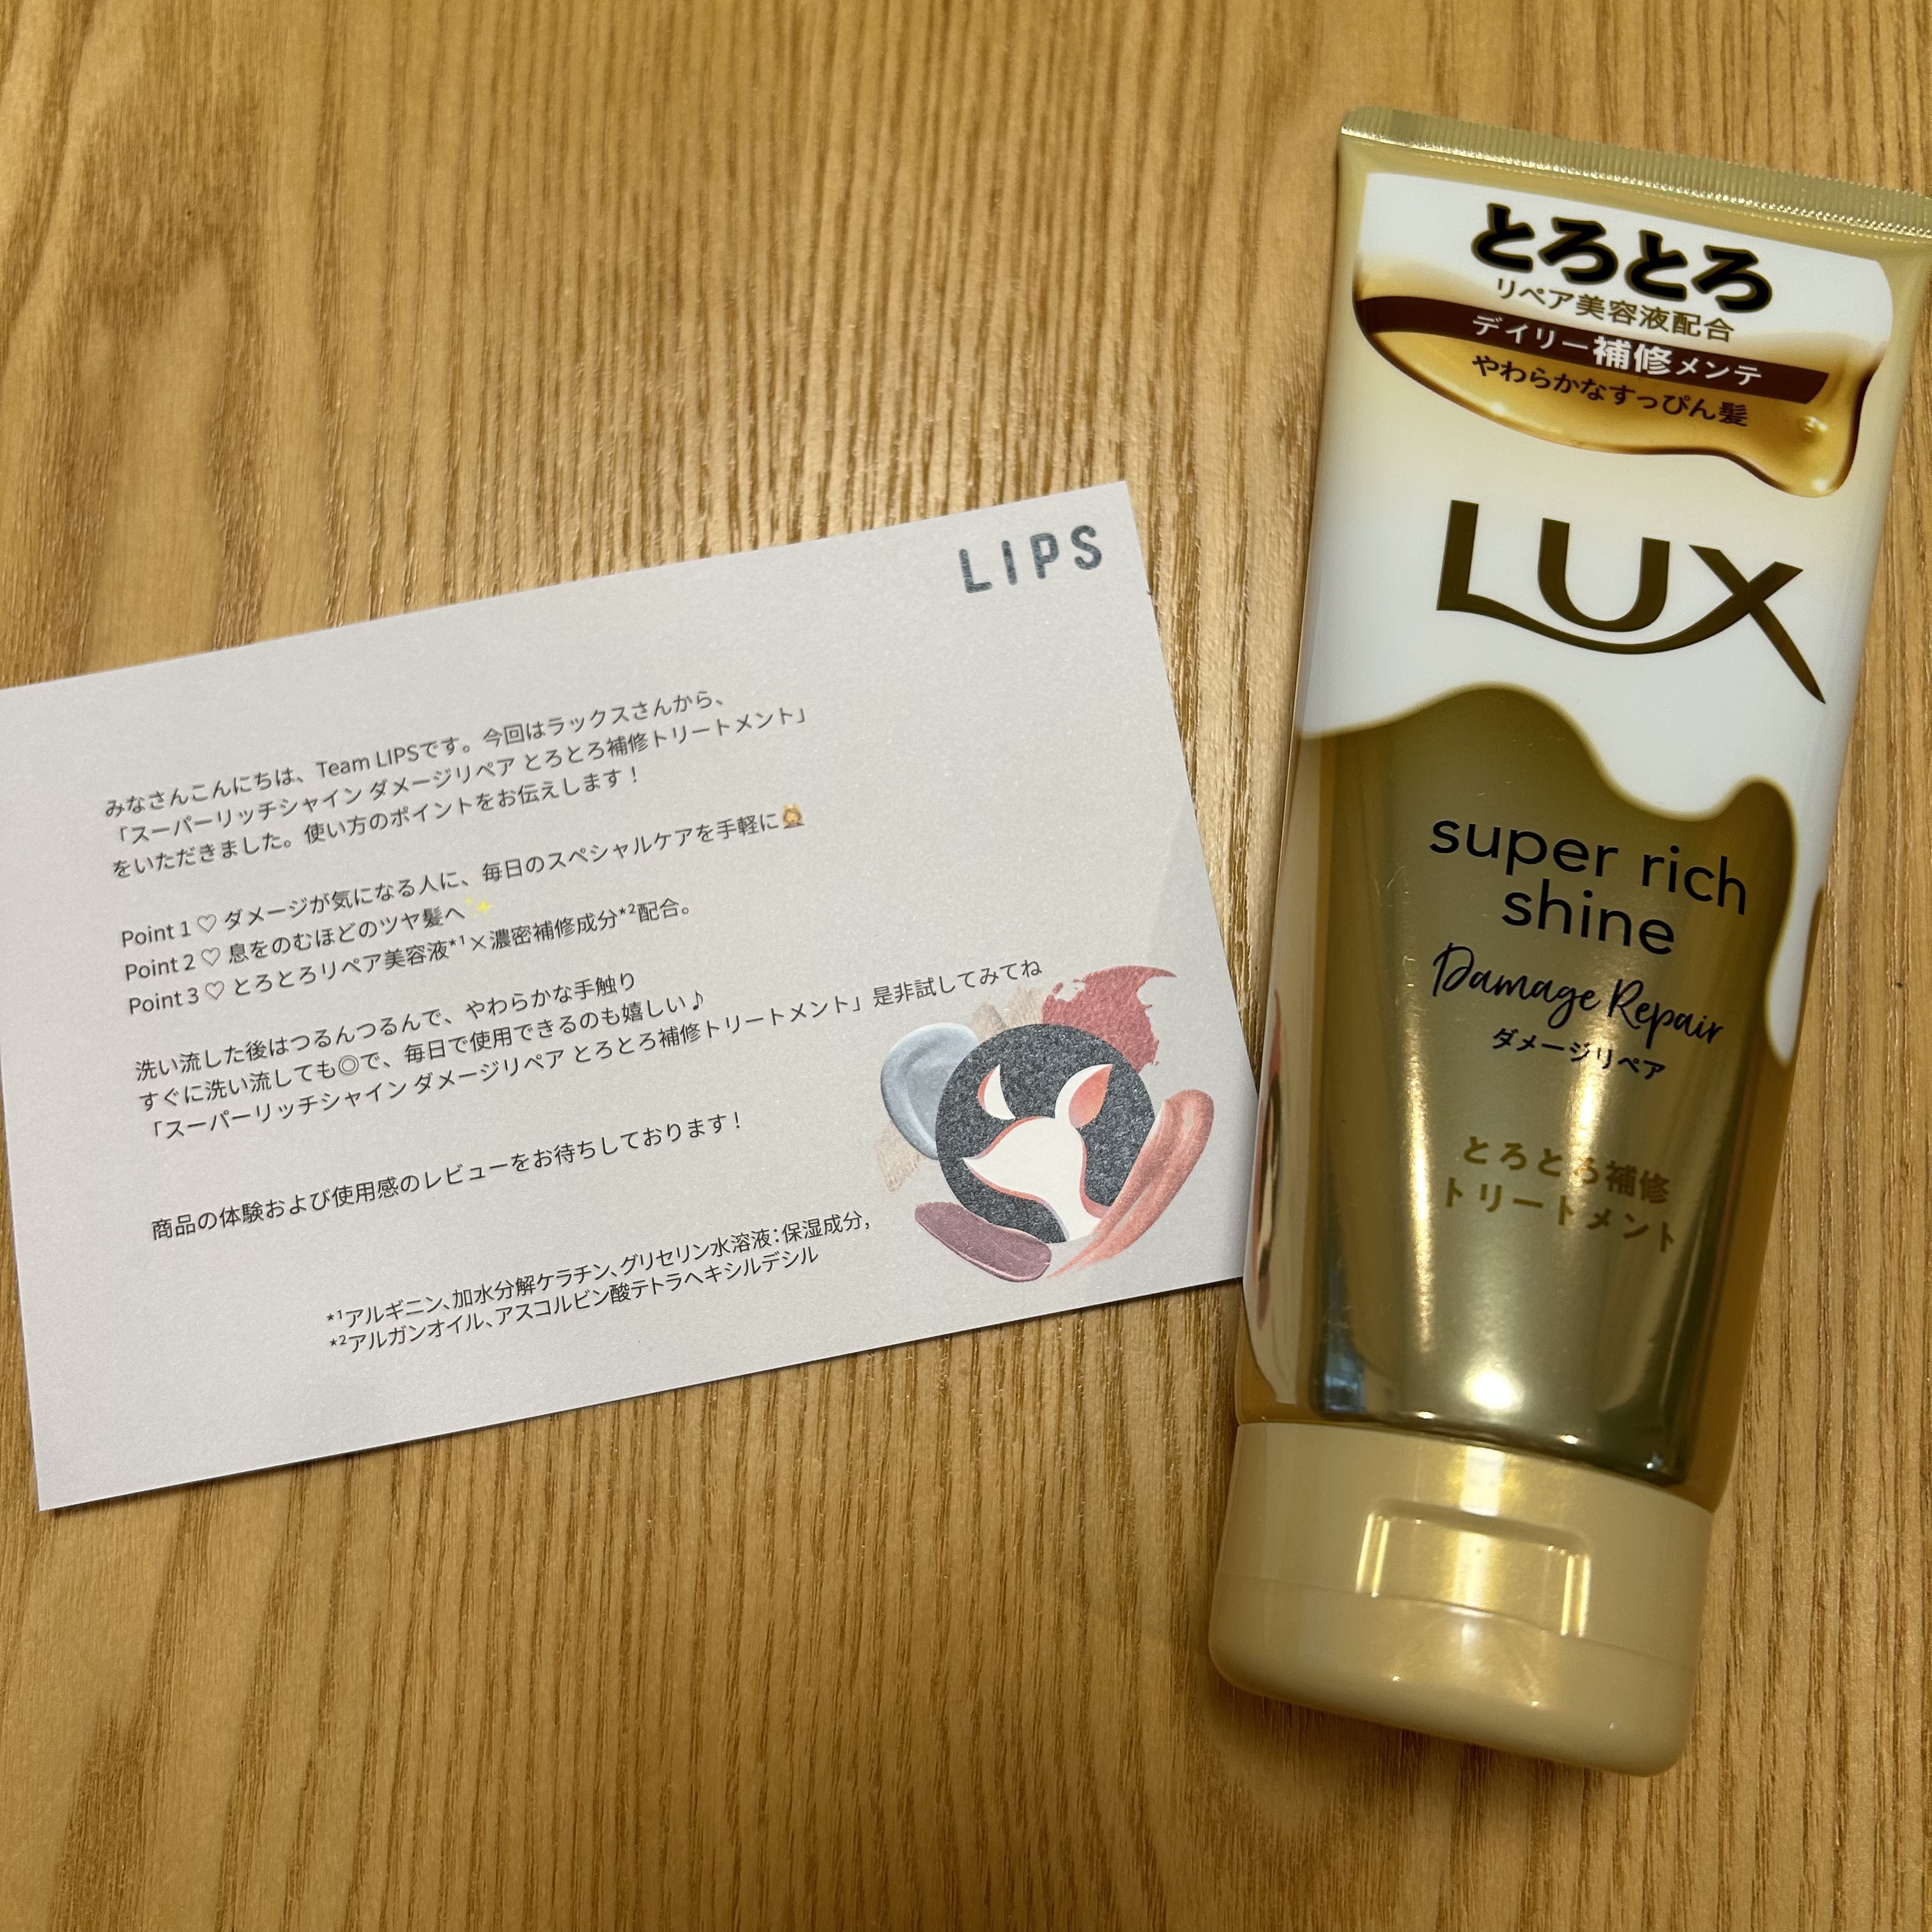 LIPS
みなさんこんにちは、Team LIPSです。今回はラックスさんから、
「スーパーリッチシャイン ダメージリペア とろとろ補修トリートメント」
をいただきました。使い方のポイントをお伝えします！
Point 1 ♡ ダメージが気になる人に、毎日のスペシャルケアを手軽に💆
Point 2 ♡ 息をのむほどのツヤ髪へ✨
Point 3 ♡ とろとろリペア美容液*¹×濃密補修成分*²配合。
洗い流した後はつるんつるんで、やわらかな手触り
すぐに洗い流しても◎で、毎日で使用できるのも嬉しい♪
「スーパーリッチシャイン ダメージリペア とろとろ補修トリートメント」是非試してみてね
商品の体験および使用感のレビューをお待ちしております！
*¹アルギニン、加水分解ケラチン、グリセリン水溶液：保湿成分,
*²アルガンオイル、アスコルビン酸テトラヘキシルデシル
とろとろ
リペア美容液配合
デイリー補修メンテ
やわらかなすっぴん髪
LUX
super rich
shine
Damage Repair
ダメージリペア
とろとろ補修
トリートメント